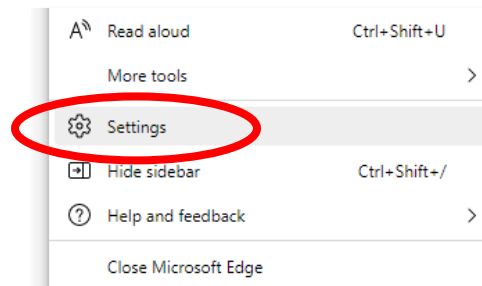 A Read aloud Ctrl+Shift+U
More tools
Settings
Hide sidebar Ctrl+Shift+/
? Help and feedback
Close Microsoft Edge